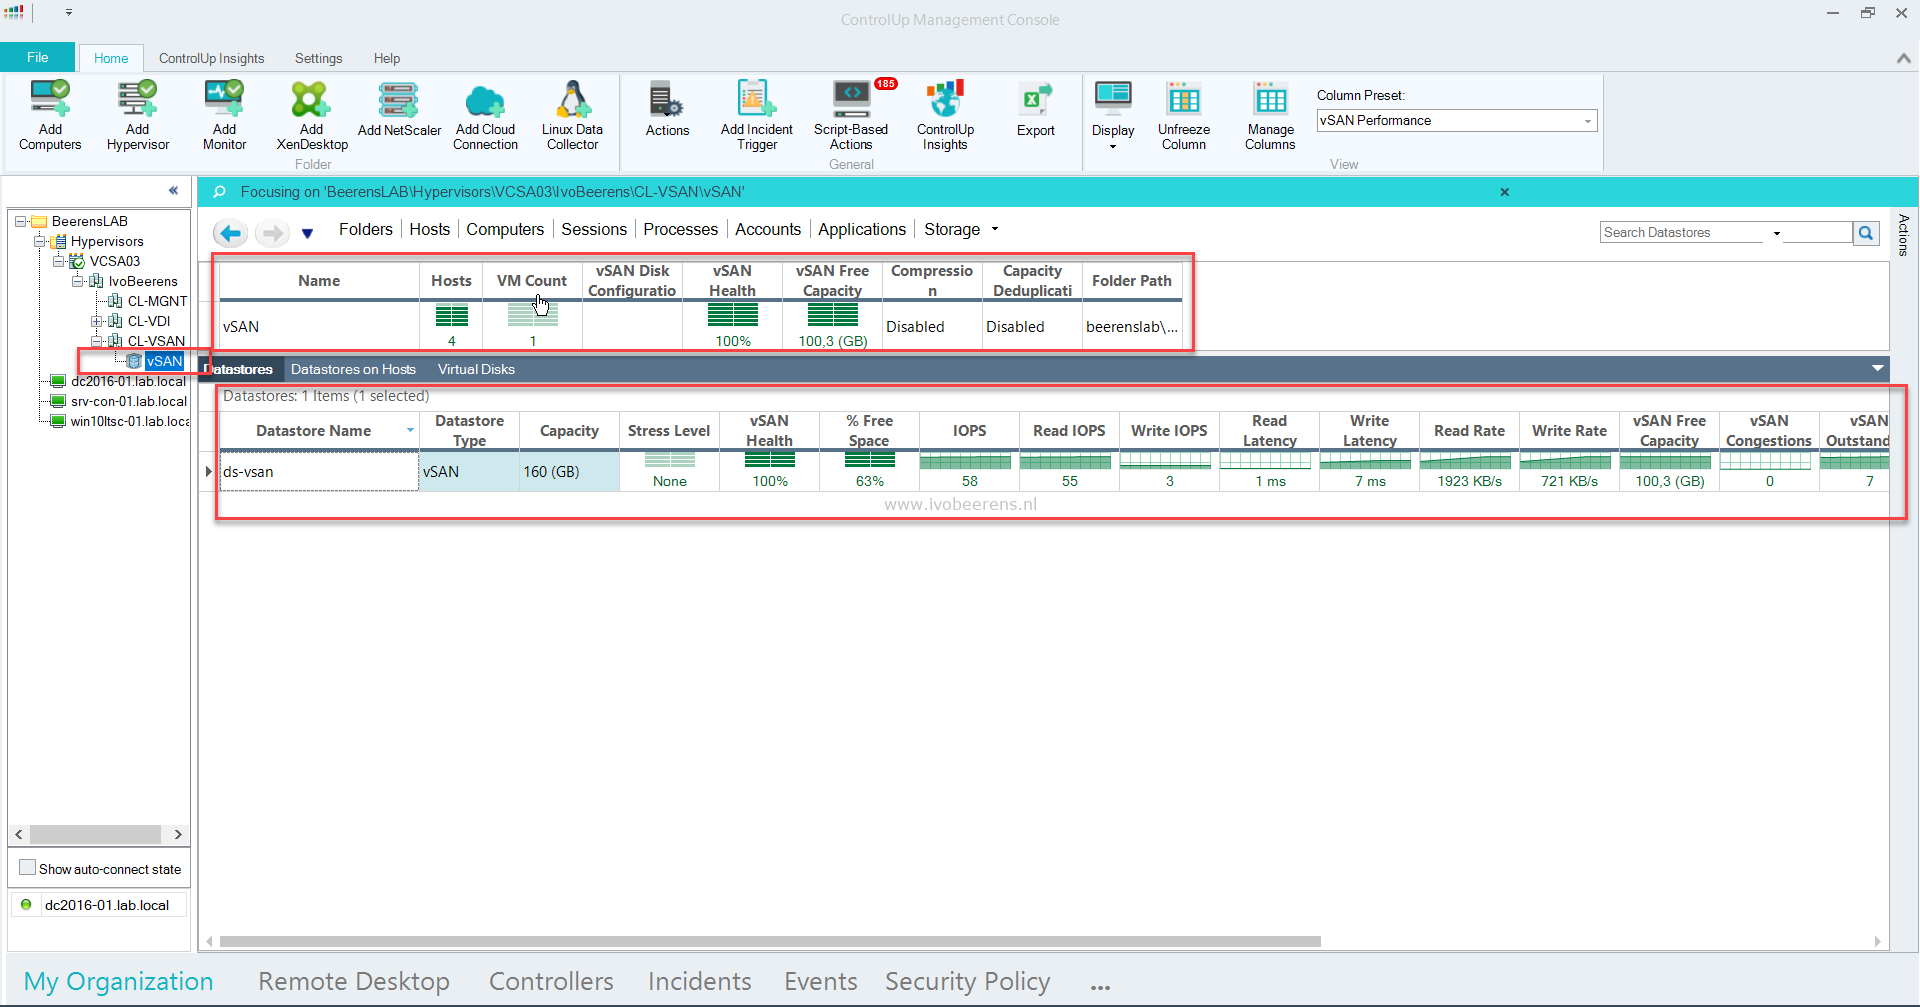 ControlUp Management Console
File Home ControlUp Insights Settings Help
Add Computers
Add Hypervisor
Add Monitor
Add XenDesktop
Add NetScaler
Add Cloud Connection
Linux Data Collector
Folder
Actions
Add Incident Trigger
Script-Based Actions
185
ControlUp Insights
Export
General
Display
Unfreeze Column
Manage Columns
Column Preset:
vSAN Performance
View
«
Focusing on 'BeerensLAB\Hypervisors\VCSA03\IvoBeerens\CL-VSAN\vSAN'
BeerensLAB
Hypervisors
VCSA03
IvoBeerens
CL-MGNT
CL-VDI
CL-VSAN
vSAN
dc2016-01.lab.local
srv-con-01.lab.local
win10ltsc-01.lab.loca
Folders Hosts Computers Sessions Processes Accounts Applications Storage
Search Datastores
Actions
Name Hosts VM Count vSAN Disk Configuratio vSAN Health vSAN Free Capacity Compressio n Capacity Deduplicati Folder Path
vSAN 4 1 100% 100,3 (GB) Disabled Disabled beerenslab\...
Datastores Datastores on Hosts Virtual Disks
Datastores: 1 Items (1 selected)
Datastore Name Datastore Type Capacity Stress Level vSAN Health % Free Space IOPS Read IOPS Write IOPS Read Latency Write Latency Read Rate Write Rate vSAN Free Capacity vSAN Congestions vSAN Outstand
ds-vsan vSAN 160 (GB) None 100% 63% 58 55 3 1 ms 7 ms 1923 KB/s 721 KB/s 100,3 (GB) 0 7
www.ivobeerens.nl
Show auto-connect state
dc2016-01.lab.local
My Organization Remote Desktop Controllers Incidents Events Security Policy ...